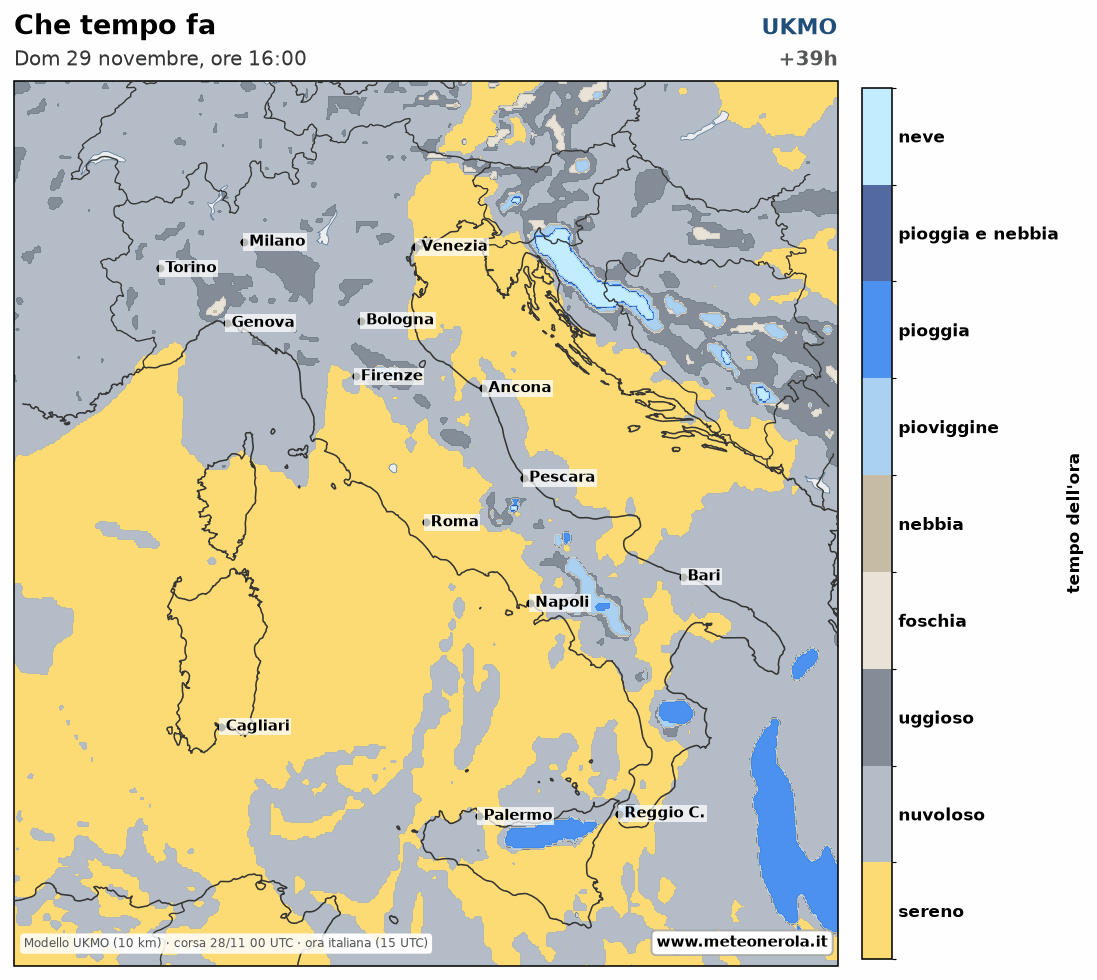 Che tempo fa
UKMO
Dom 29 novembre, ore 16:00
+39h
neve
pioggia e nebbia
pioggia
pioviggine
nebbia
foschia
uggioso
nuvoloso
sereno
tempo dell'ora
Milano
Venezia
Torino
Genova
Bologna
Firenze
Ancona
Pescara
Roma
Bari
Napoli
Cagliari
Palermo
Reggio C.
Modello UKMO (10 km) · corsa 28/11 00 UTC · ora italiana (15 UTC)
www.meteonerola.it